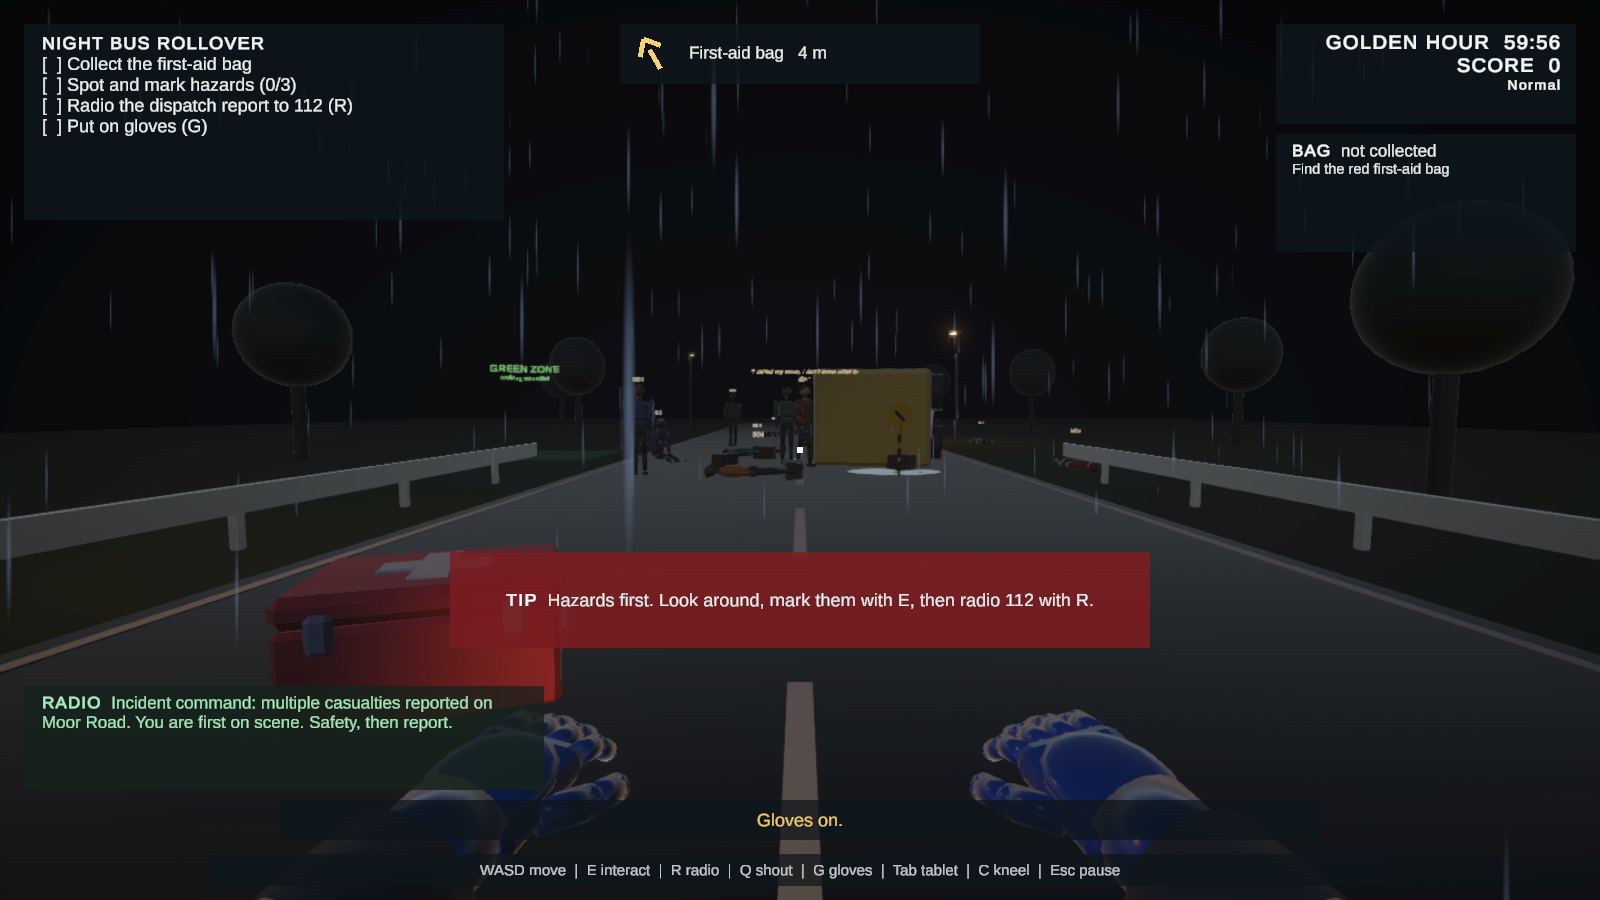 NIGHT BUS ROLLOVER
[ ] Collect the first-aid bag
[ ] Spot and mark hazards (0/3)
[ ] Radio the dispatch report to 112 (R)
[ ] Put on gloves (G)
First-aid bag 4 m
GOLDEN HOUR 59:56
SCORE 0
Normal
BAG not collected
Find the red first-aid bag
GREEN ZONE
TIP Hazards first. Look around, mark them with E, then radio 112 with R.
RADIO Incident command: multiple casualties reported on
Moor Road. You are first on scene. Safety, then report.
Gloves on.
WASD move | E interact | R radio | Q shout | G gloves | Tab tablet | C kneel | Esc pause